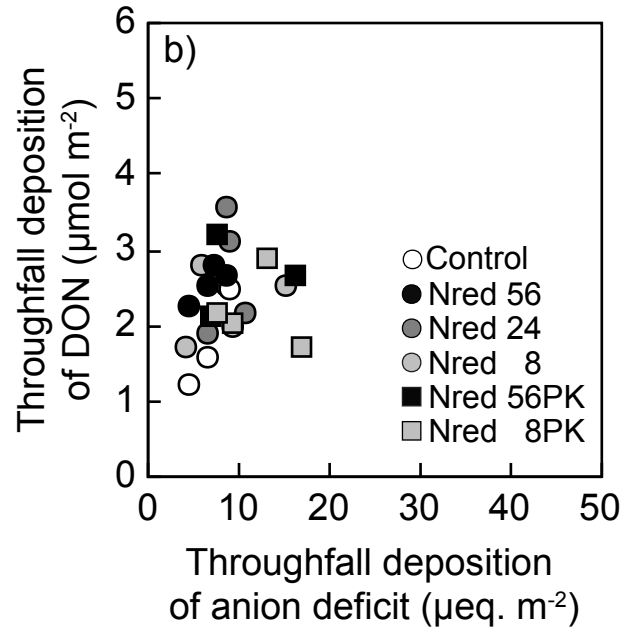 b)
Throughfall deposition
of DON (μmol m⁻²)
6
5
4
3
2
1
0
Control
Nred 56
Nred 24
Nred 8
Nred 56PK
Nred 8PK
0 10 20 30 40 50
Throughfall deposition
of anion deficit (μeq. m⁻²)